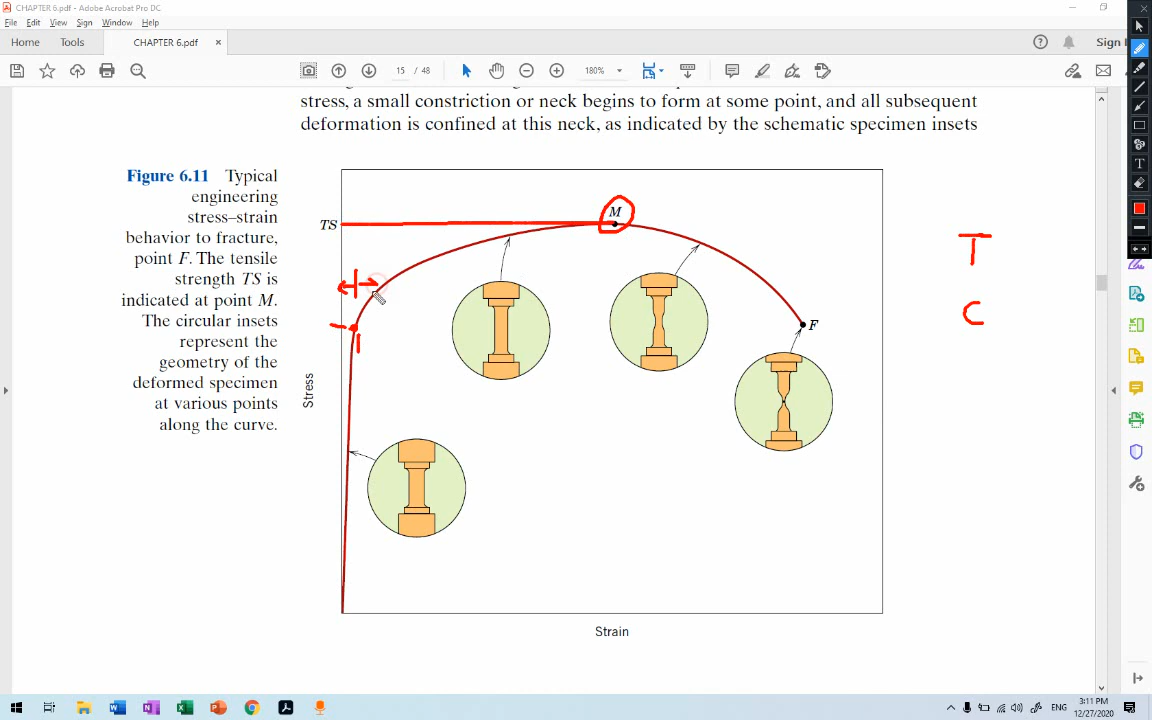 CHAPTER 6.pdf - Adobe Acrobat Pro DC
File Edit View Sign Window Help
Home Tools CHAPTER 6.pdf × Sign
15 / 48 180%
stress, a small constriction or neck begins to form at some point, and all subsequent
deformation is confined at this neck, as indicated by the schematic specimen insets
Figure 6.11 Typical
engineering
stress–strain
behavior to fracture,
point F. The tensile
strength TS is
indicated at point M.
The circular insets
represent the
geometry of the
deformed specimen
at various points
along the curve.
TS
M
F
Stress
Strain
T
C
ENG
3:11 PM
12/27/2020